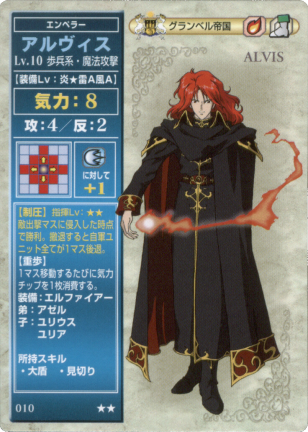 エンペラー
アルヴィス
Lv.10 歩兵系・魔法攻撃
【装備Lv：炎★雷A風A】
気力：8
攻：4／反：2
に対して
+1
【制圧】指揮Lv：★★
敵出撃マスに侵入した時点
で勝利。撤退すると自軍ユ
ニット全てが1マス後退。
【重歩】
1マス移動するたびに気力
チップを1枚消費する。
装備：エルファイアー
弟：アゼル
子：ユリウス
ユリア
所持スキル
・大盾 ・見切り
010
★★
グランベル帝国
ALVIS